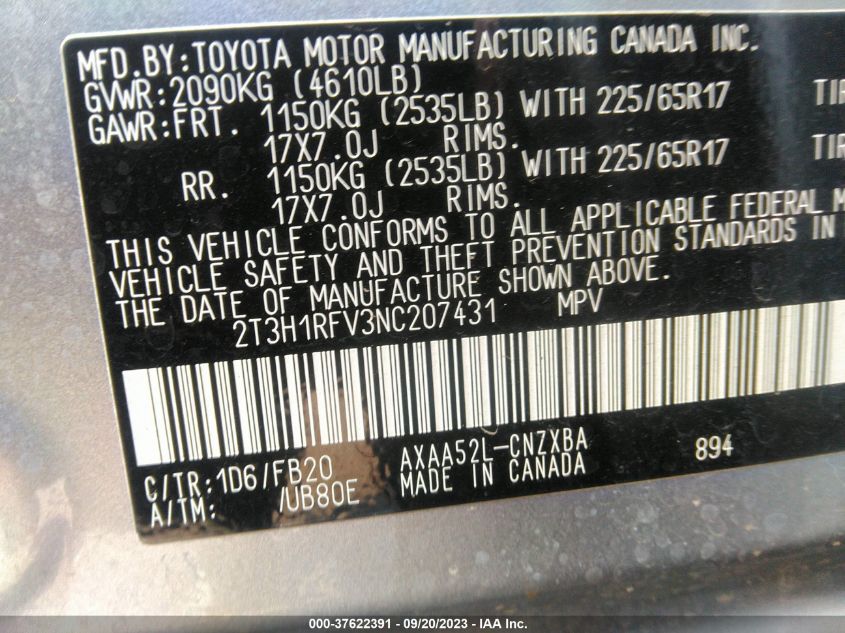 MFD.BY:TOYOTA MOTOR MANUFACTURING CANADA INC.
GVWR:2090KG (4610LB)
GAWR:FRT. 1150KG (2535LB) WITH 225/65R17 TIR
17X7.0J RIMS.
RR. 1150KG (2535LB) WITH 225/65R17 TIR
17X7.0J RIMS.
THIS VEHICLE CONFORMS TO ALL APPLICABLE FEDERAL M
VEHICLE SAFETY AND THEFT PREVENTION STANDARDS IN
THE DATE OF MANUFACTURE SHOWN ABOVE.
2T3H1RFV3NC207431 MPV
C/TR:1D6/FB20 AXAA52L-CNZXBA 894
A/TM: /UB80E MADE IN CANADA
000-37622391 - 09/20/2023 - IAA Inc.